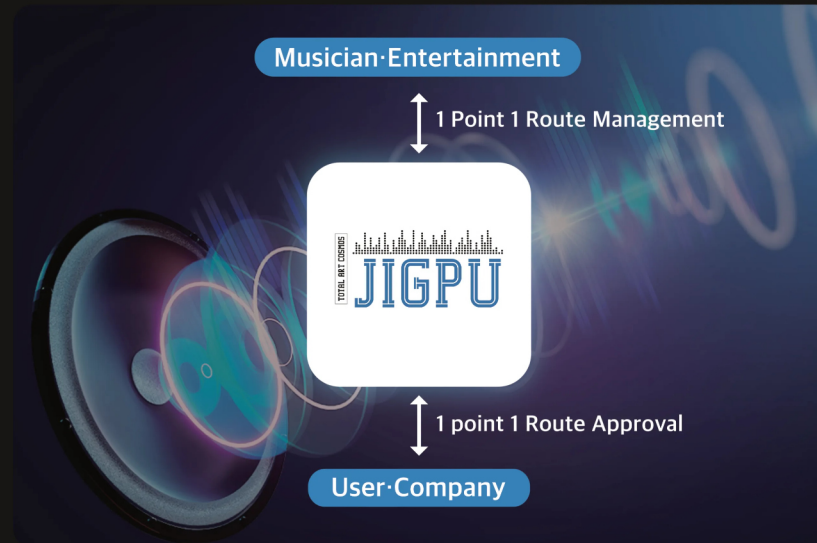 Musician·Entertainment
1 Point 1 Route Management
TOTAL ART COSMOS
JIGPU
1 point 1 Route Approval
User·Company